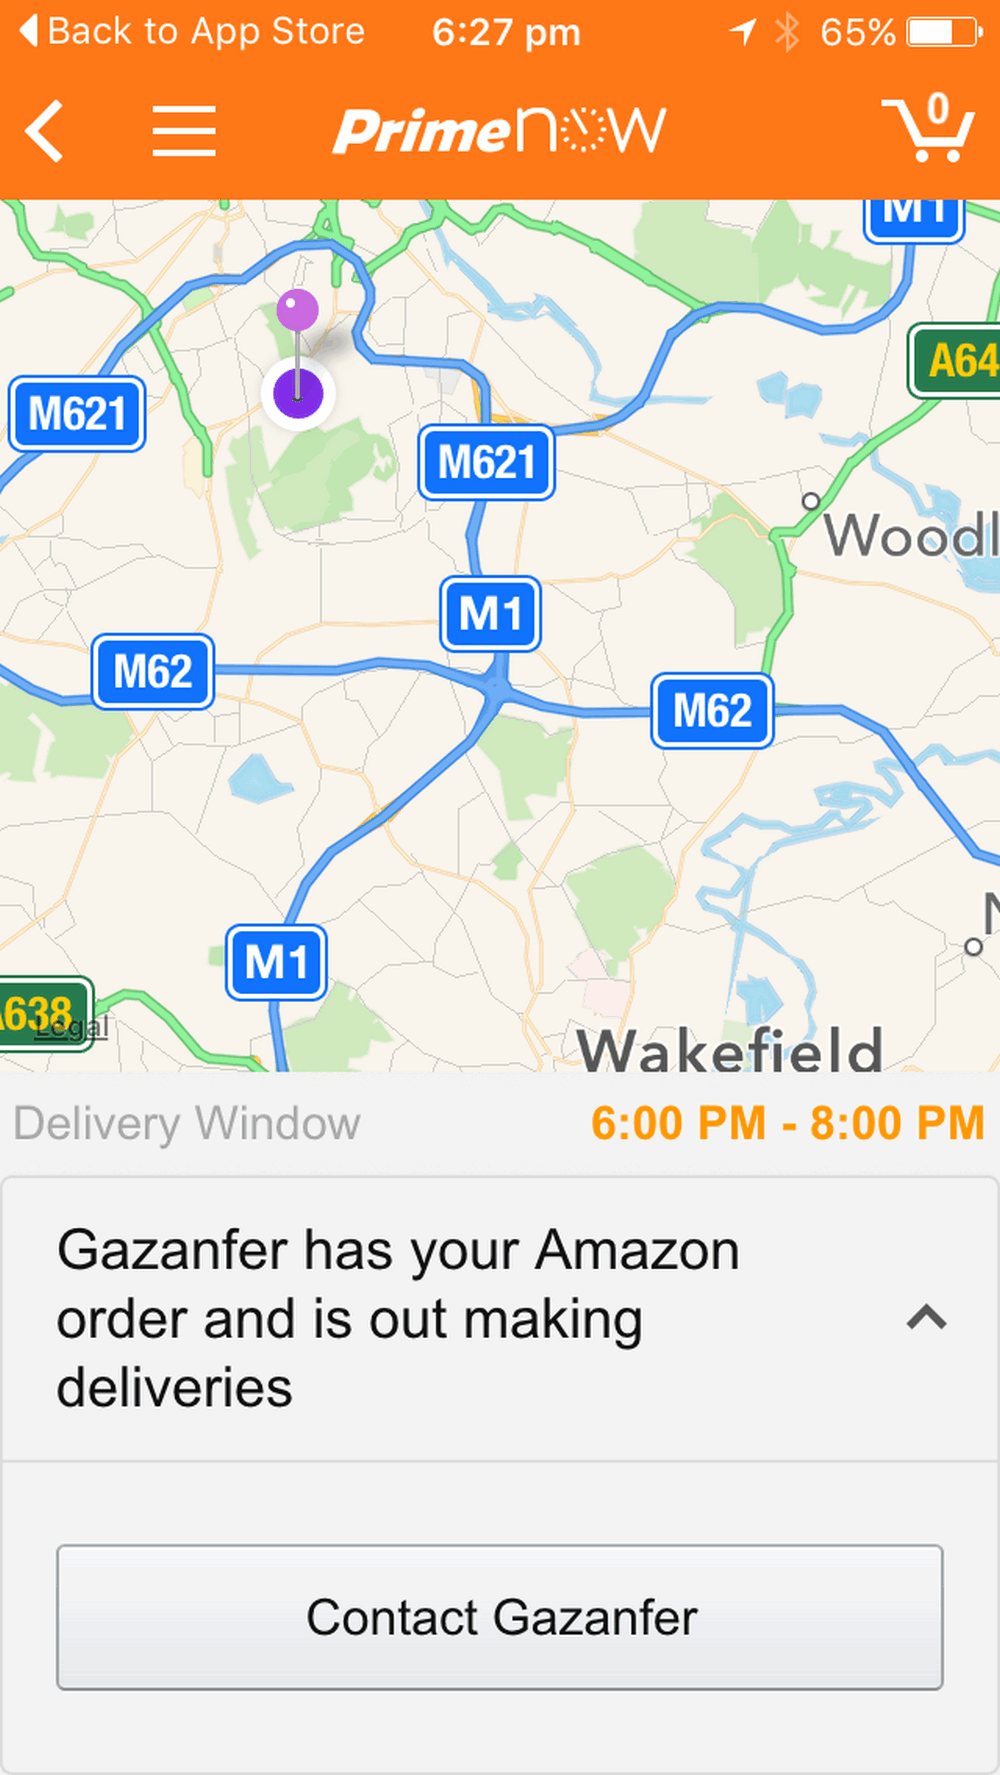 Back to App Store 6:27 pm 65%
Prime now 0
M1
A64
M621
M621
Woodl
M1
M62
M62
M1
A638
Legal
Wakefield
Delivery Window 6:00 PM - 8:00 PM
Gazanfer has your Amazon
order and is out making
deliveries
Contact Gazanfer